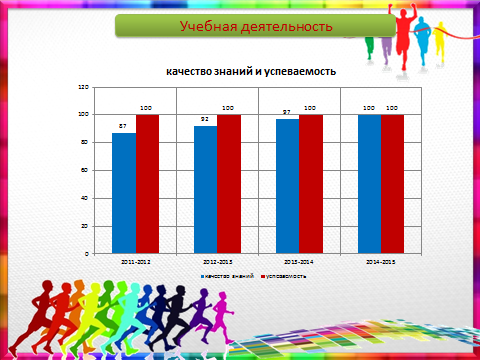 Учебная деятельность
качество знаний и успеваемость
120
100
80
60
40
20
0
87 100
92 100
97 100
100 100
2011-2012 2012-2013 2013-2014 2014-2015
качество знаний успеваемость